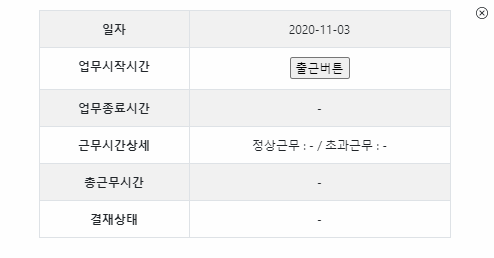 일자 2020-11-03
업무시작시간 출근버튼
업무종료시간 -
근무시간상세 정상근무 : - / 초과근무 : -
총근무시간 -
결재상태 -